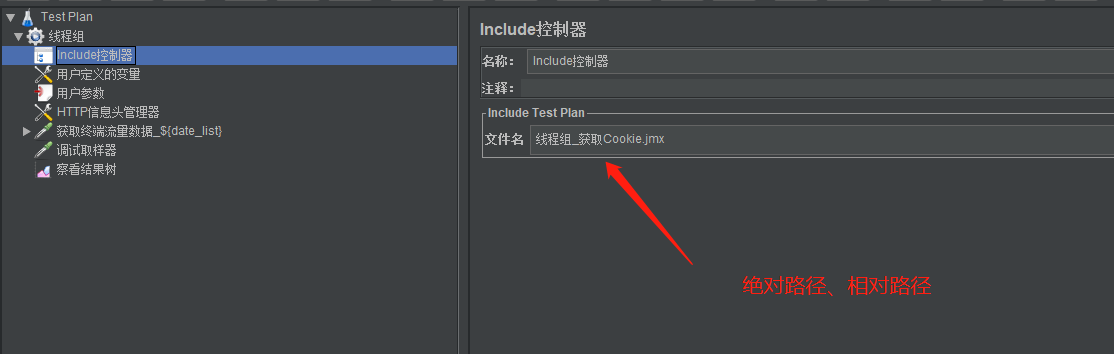 Test Plan
线程组
Include控制器
用户定义的变量
用户参数
HTTP信息头管理器
获取终端流量数据_${date_list}
调试取样器
察看结果树
Include控制器
名称： Include控制器
注释：
Include Test Plan
文件名 线程组_获取Cookie.jmx
绝对路径、相对路径